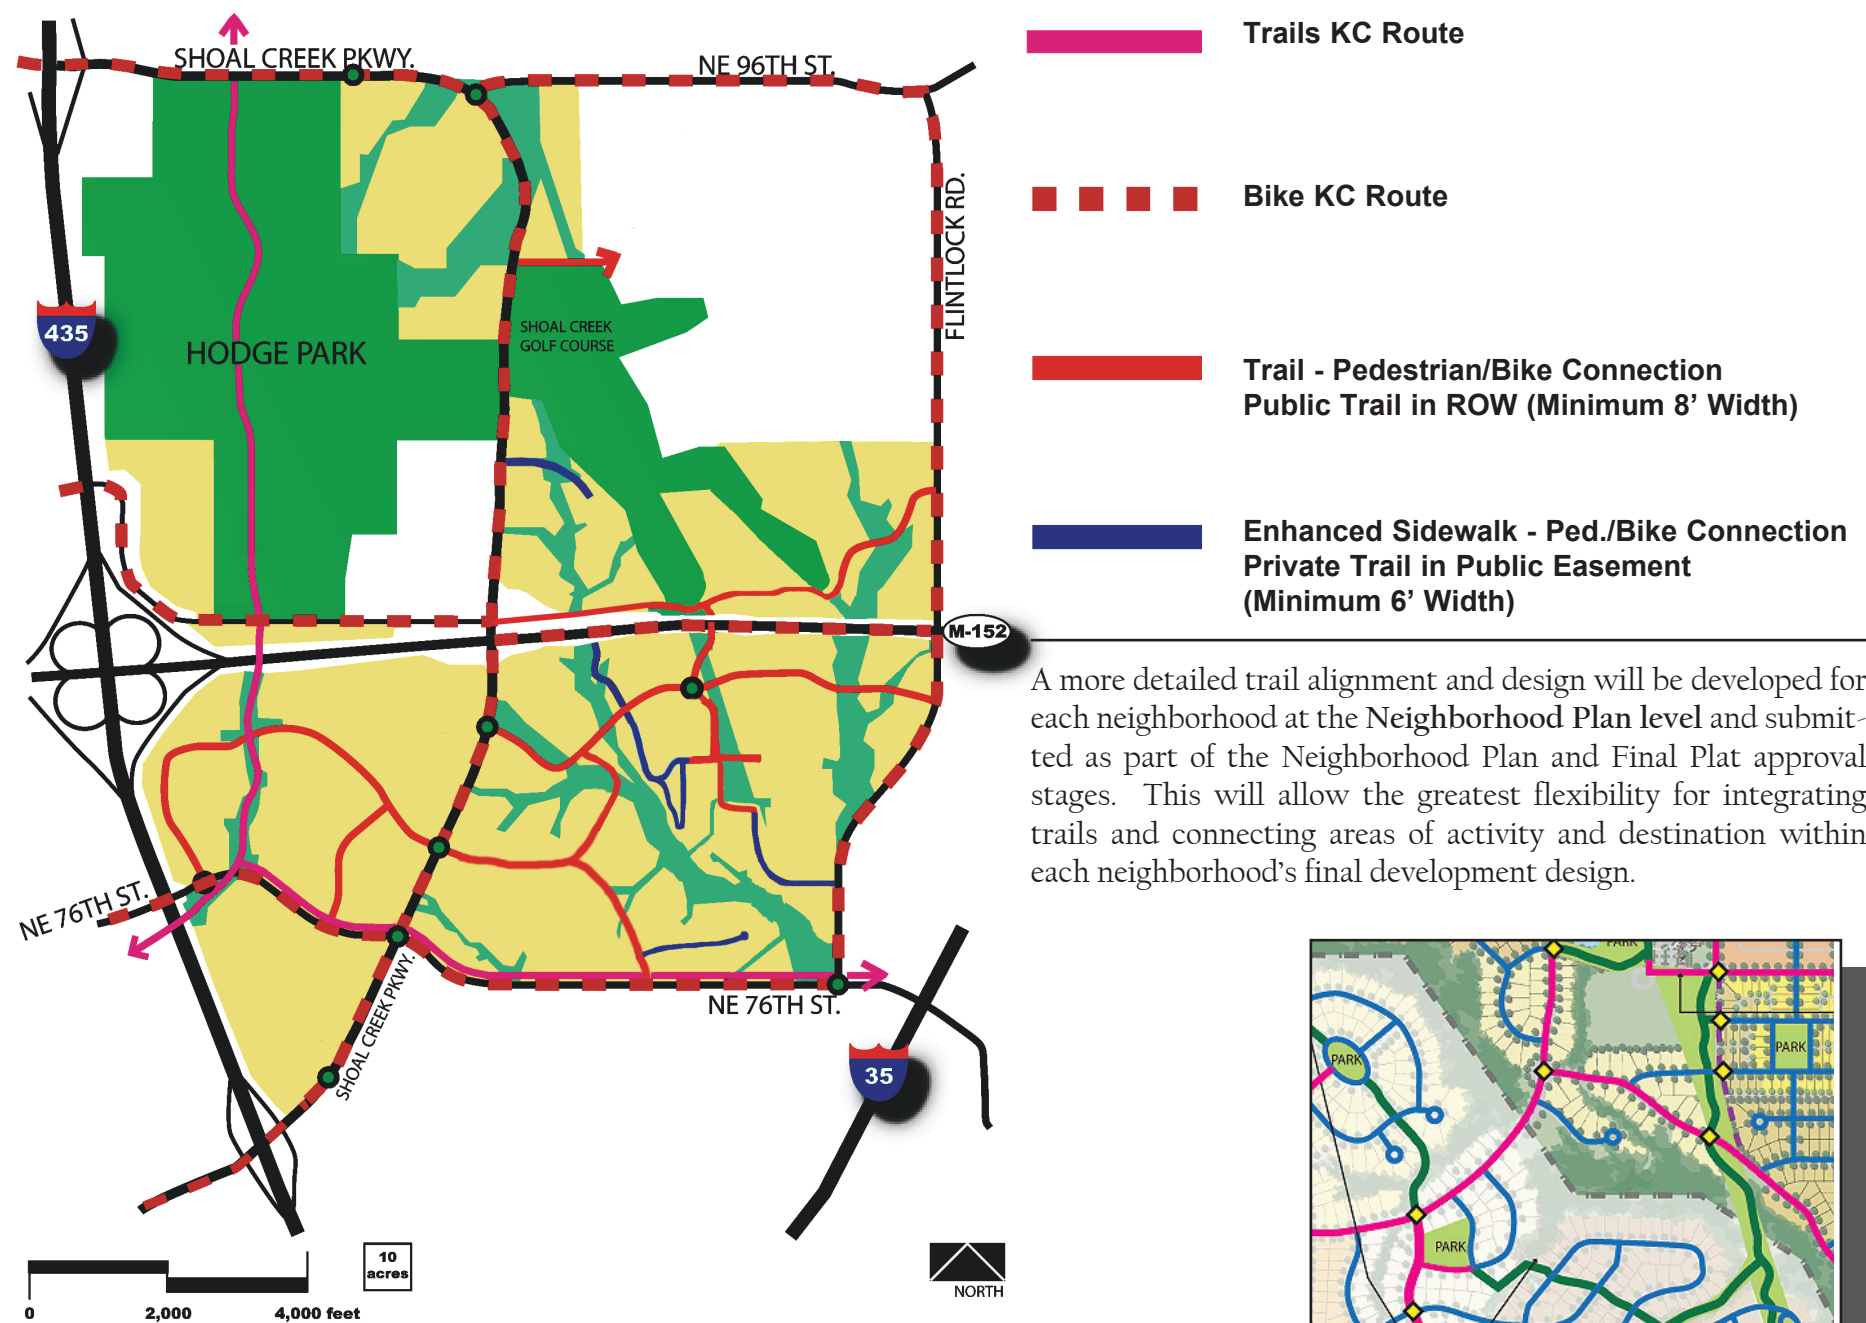 SHOAL CREEK PKWY.
NE 96TH ST.
FLINTLOCK RD.
435
HODGE PARK
SHOAL CREEK
GOLF COURSE
M-152
NE 76TH ST.
SHOAL CREEK PKWY.
NE 76TH ST.
35
0
2,000
4,000 feet
10
acres
NORTH
Trails KC Route
Bike KC Route
Trail - Pedestrian/Bike Connection
Public Trail in ROW (Minimum 8’ Width)
Enhanced Sidewalk - Ped./Bike Connection
Private Trail in Public Easement
(Minimum 6’ Width)
A more detailed trail alignment and design will be developed for
each neighborhood at the Neighborhood Plan level and submit-
ted as part of the Neighborhood Plan and Final Plat approval
stages. This will allow the greatest flexibility for integrating
trails and connecting areas of activity and destination within
each neighborhood’s final development design.
PARK
PARK
PARK
PARK